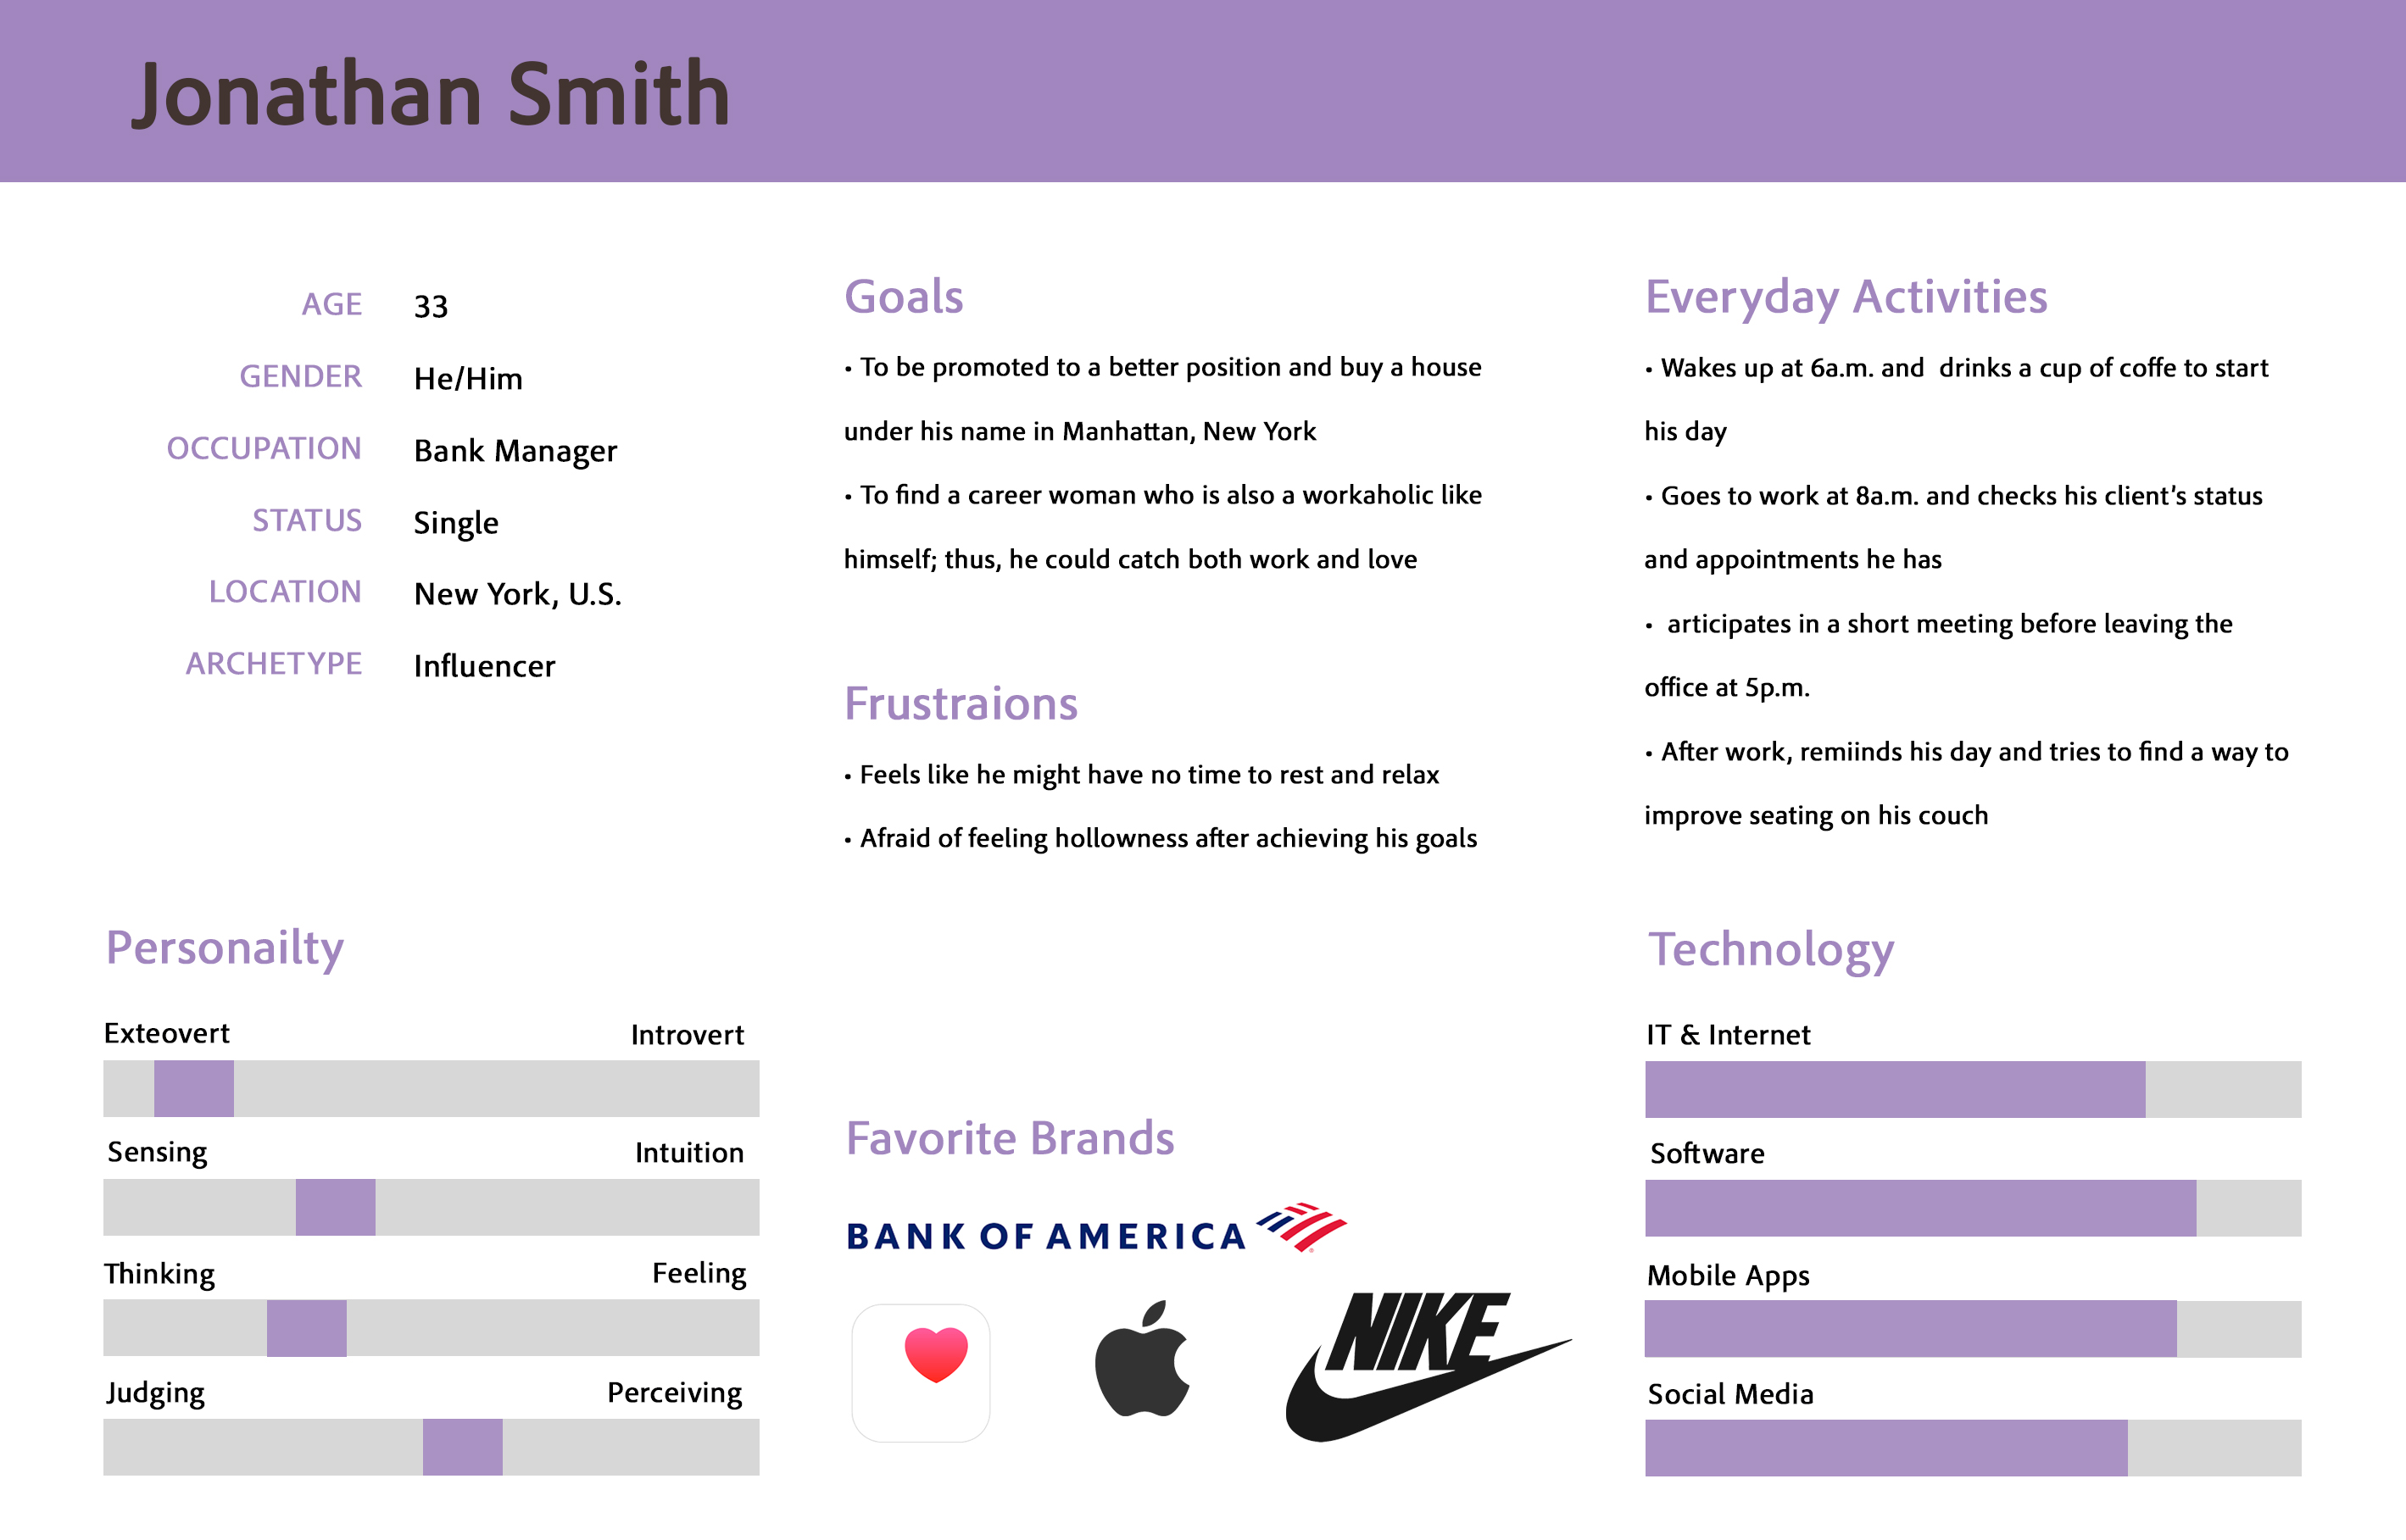 Jonathan Smith
AGE 33
GENDER He/Him
OCCUPATION Bank Manager
STATUS Single
LOCATION New York, U.S.
ARCHETYPE Influencer
Goals
• To be promoted to a better position and buy a house
under his name in Manhattan, New York
• To find a career woman who is also a workaholic like
himself; thus, he could catch both work and love
Frustraions
• Feels like he might have no time to rest and relax
• Afraid of feeling hollowness after achieving his goals
Everyday Activities
• Wakes up at 6a.m. and  drinks a cup of coffe to start
his day
• Goes to work at 8a.m. and checks his client’s status
and appointments he has
•  articipates in a short meeting before leaving the
office at 5p.m.
• After work, remiinds his day and tries to find a way to
improve seating on his couch
Personailty
Exteovert Introvert
Sensing Intuition
Thinking Feeling
Judging Perceiving
Favorite Brands
BANK OF AMERICA
NIKE
Technology
IT & Internet
Software
Mobile Apps
Social Media